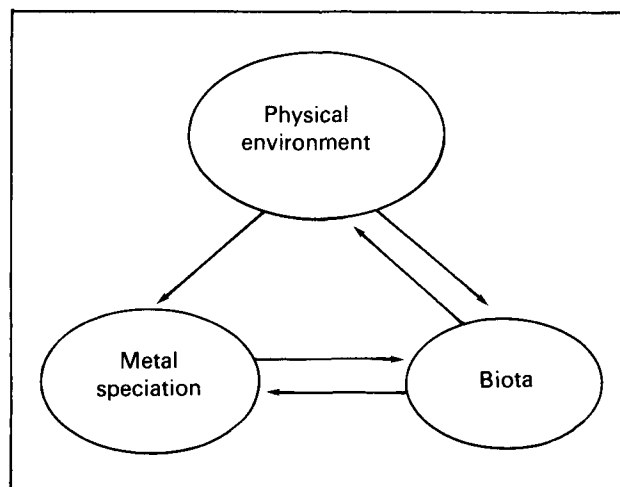 Physical
environment
Metal
speciation
Biota